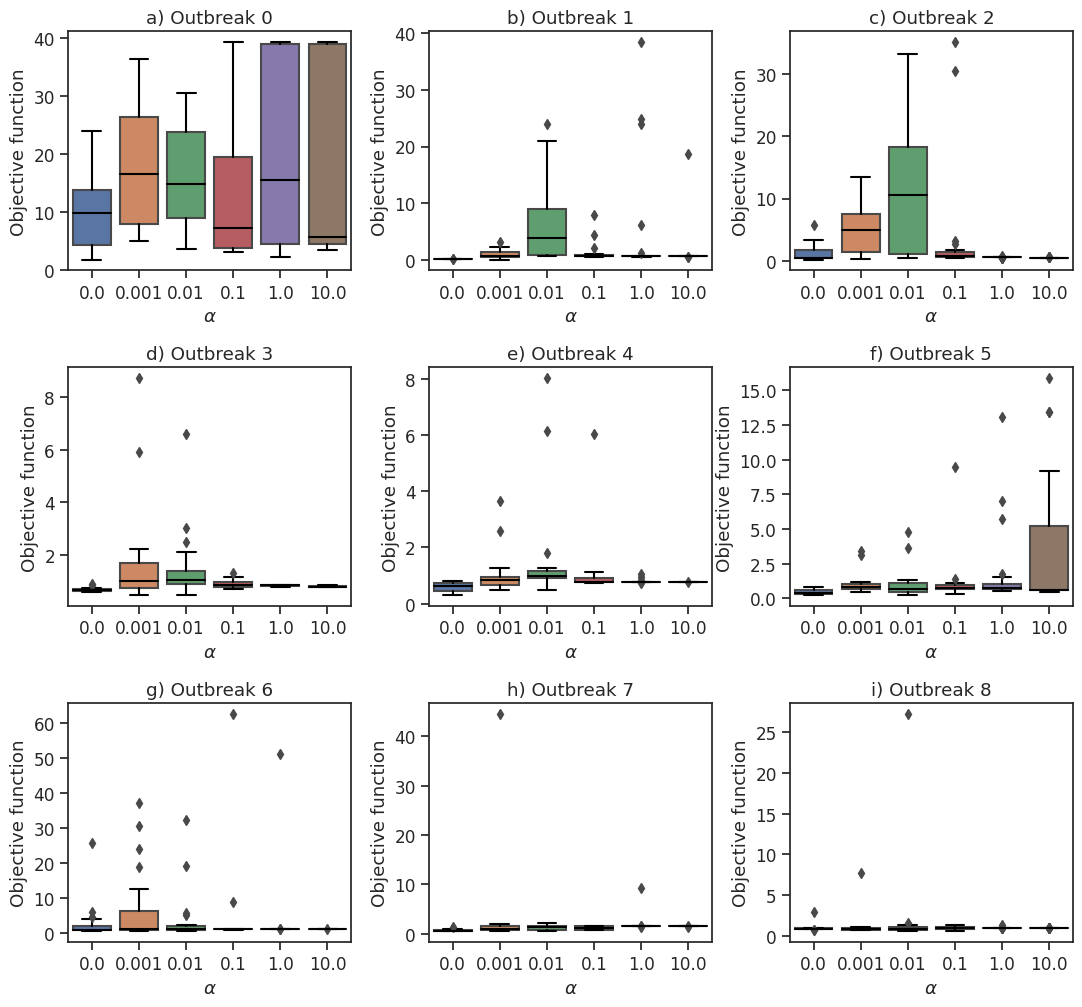 a) Outbreak 0
Objective function
40
30
20
10
0
0.0 0.001 0.01 0.1 1.0 10.0
α
b) Outbreak 1
Objective function
40
30
20
10
0
0.0 0.001 0.01 0.1 1.0 10.0
α
c) Outbreak 2
Objective function
30
20
10
0
0.0 0.001 0.01 0.1 1.0 10.0
α
d) Outbreak 3
Objective function
8
6
4
2
0.0 0.001 0.01 0.1 1.0 10.0
α
e) Outbreak 4
Objective function
8
6
4
2
0
0.0 0.001 0.01 0.1 1.0 10.0
α
f) Outbreak 5
Objective function
15.0
12.5
10.0
7.5
5.0
2.5
0.0
0.0 0.001 0.01 0.1 1.0 10.0
α
g) Outbreak 6
Objective function
60
50
40
30
20
10
0
0.0 0.001 0.01 0.1 1.0 10.0
α
h) Outbreak 7
Objective function
40
30
20
10
0
0.0 0.001 0.01 0.1 1.0 10.0
α
i) Outbreak 8
Objective function
25
20
15
10
5
0
0.0 0.001 0.01 0.1 1.0 10.0
α